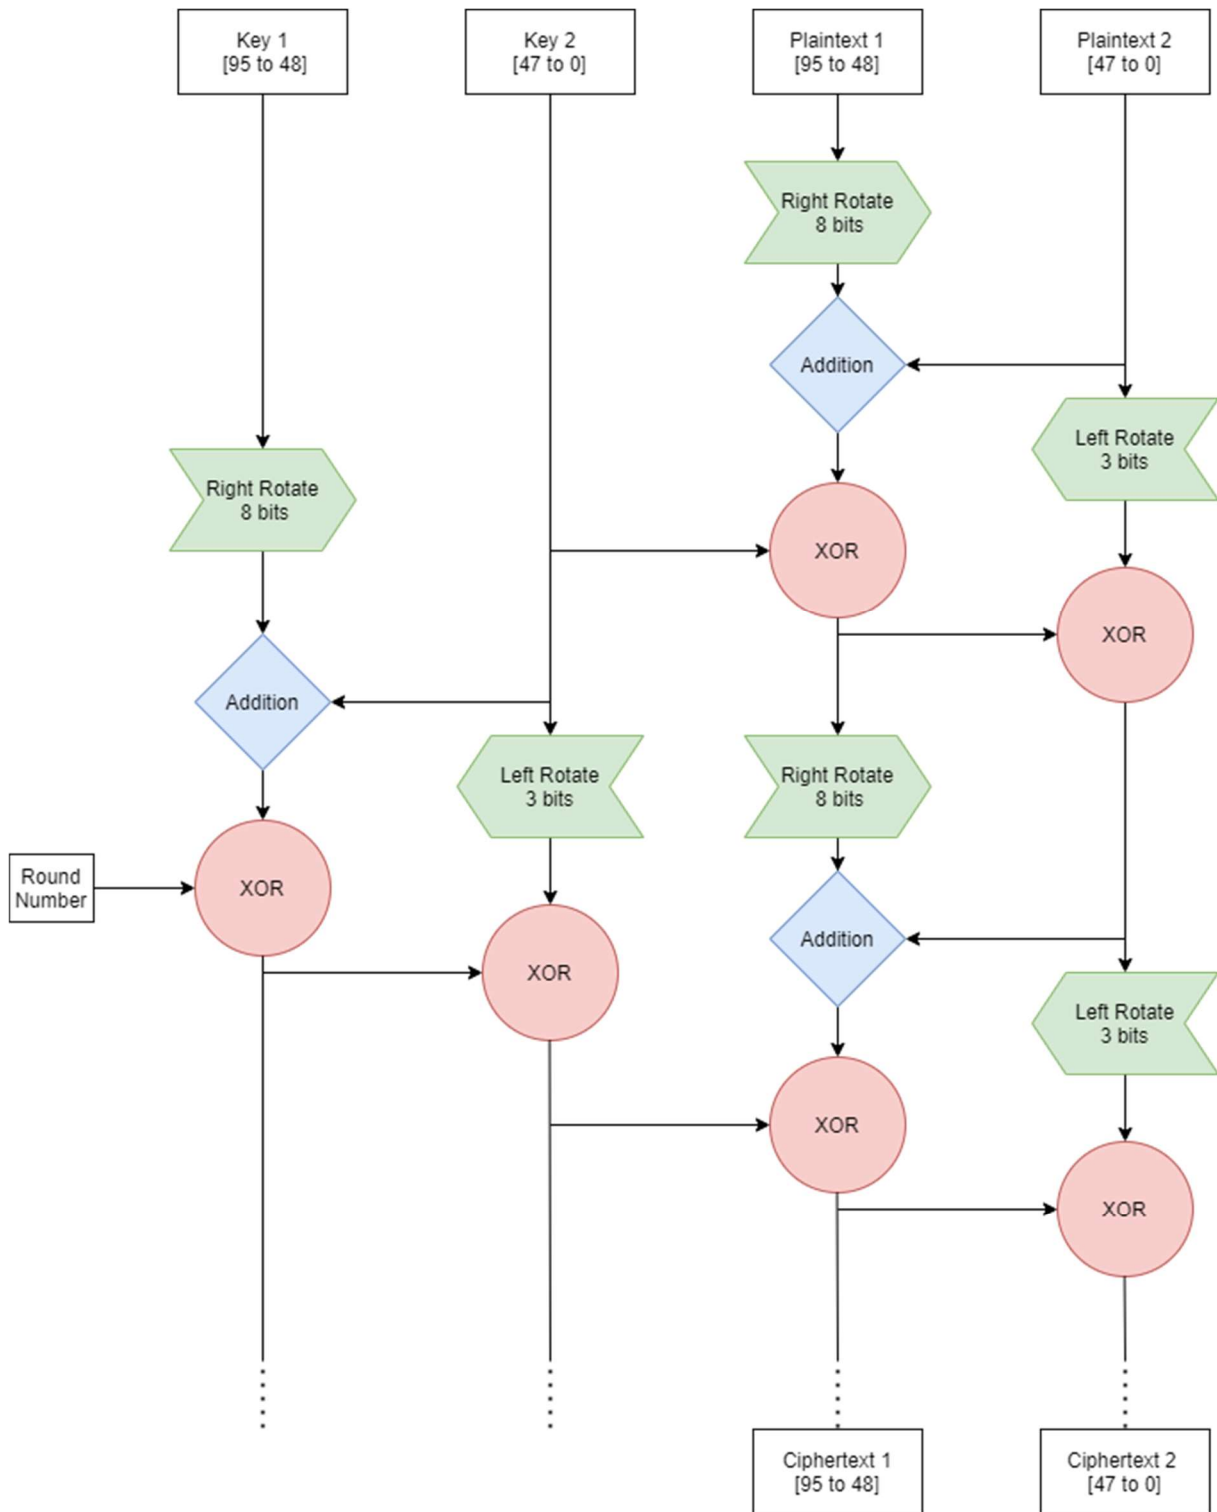 Key 1
[95 to 48]
Key 2
[47 to 0]
Plaintext 1
[95 to 48]
Plaintext 2
[47 to 0]
Right Rotate
8 bits
Addition
Left Rotate
3 bits
Right Rotate
8 bits
XOR
XOR
Addition
Left Rotate
3 bits
Right Rotate
8 bits
Round
Number
XOR
Addition
XOR
Left Rotate
3 bits
XOR
XOR
Ciphertext 1
[95 to 48]
Ciphertext 2
[47 to 0]